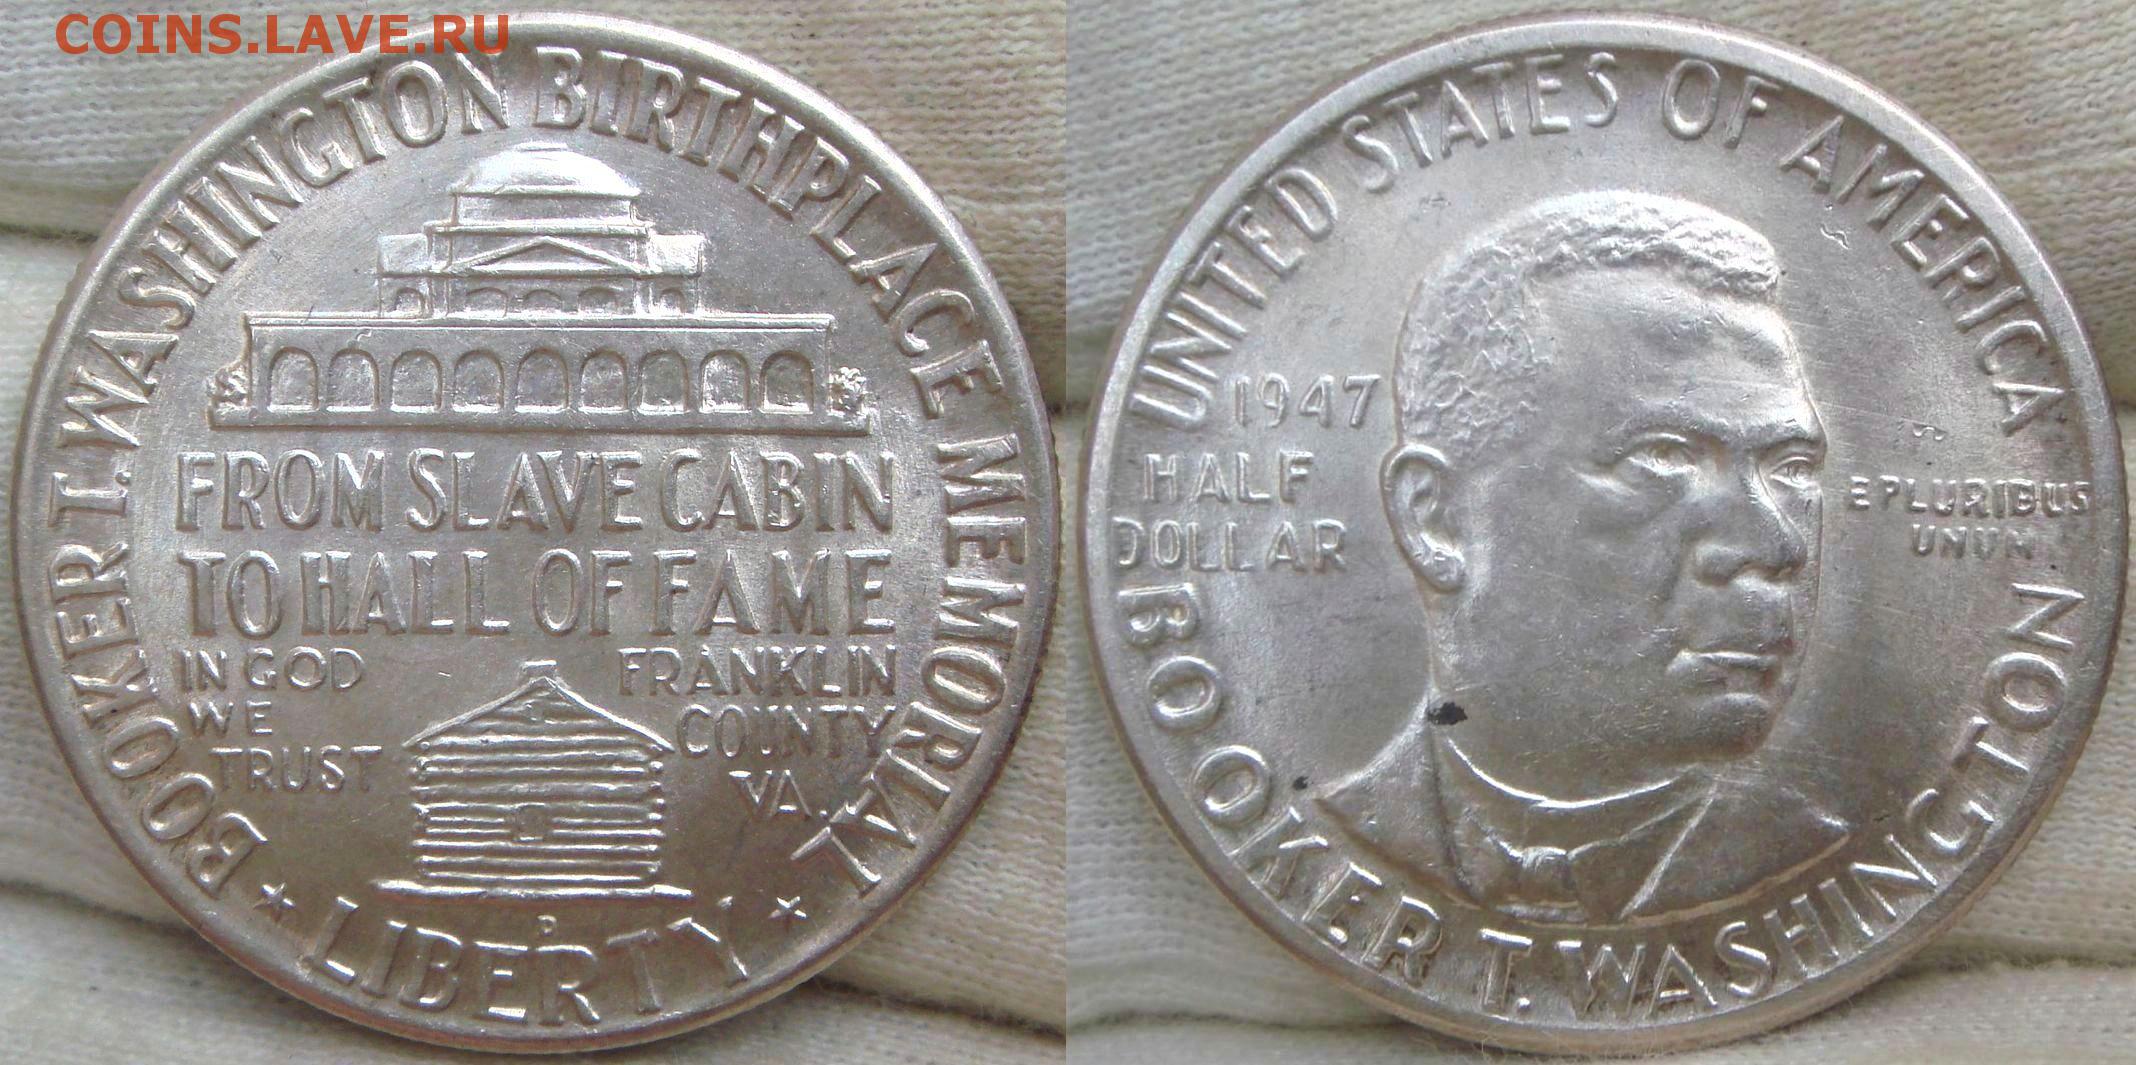 COINS.LAVE.RU
BOOKER T. WASHINGTON BIRTHPLACE MEMORIAL
FROM SLAVE CABIN
TO HALL OF FAME
IN GOD
WE
TRUST
FRANKLIN
COUNTY
VA.
D
LIBERTY
UNITED STATES OF AMERICA
1947
HALF
DOLLAR
E PLURIBUS
UNUM
BOOKER T. WASHINGTON